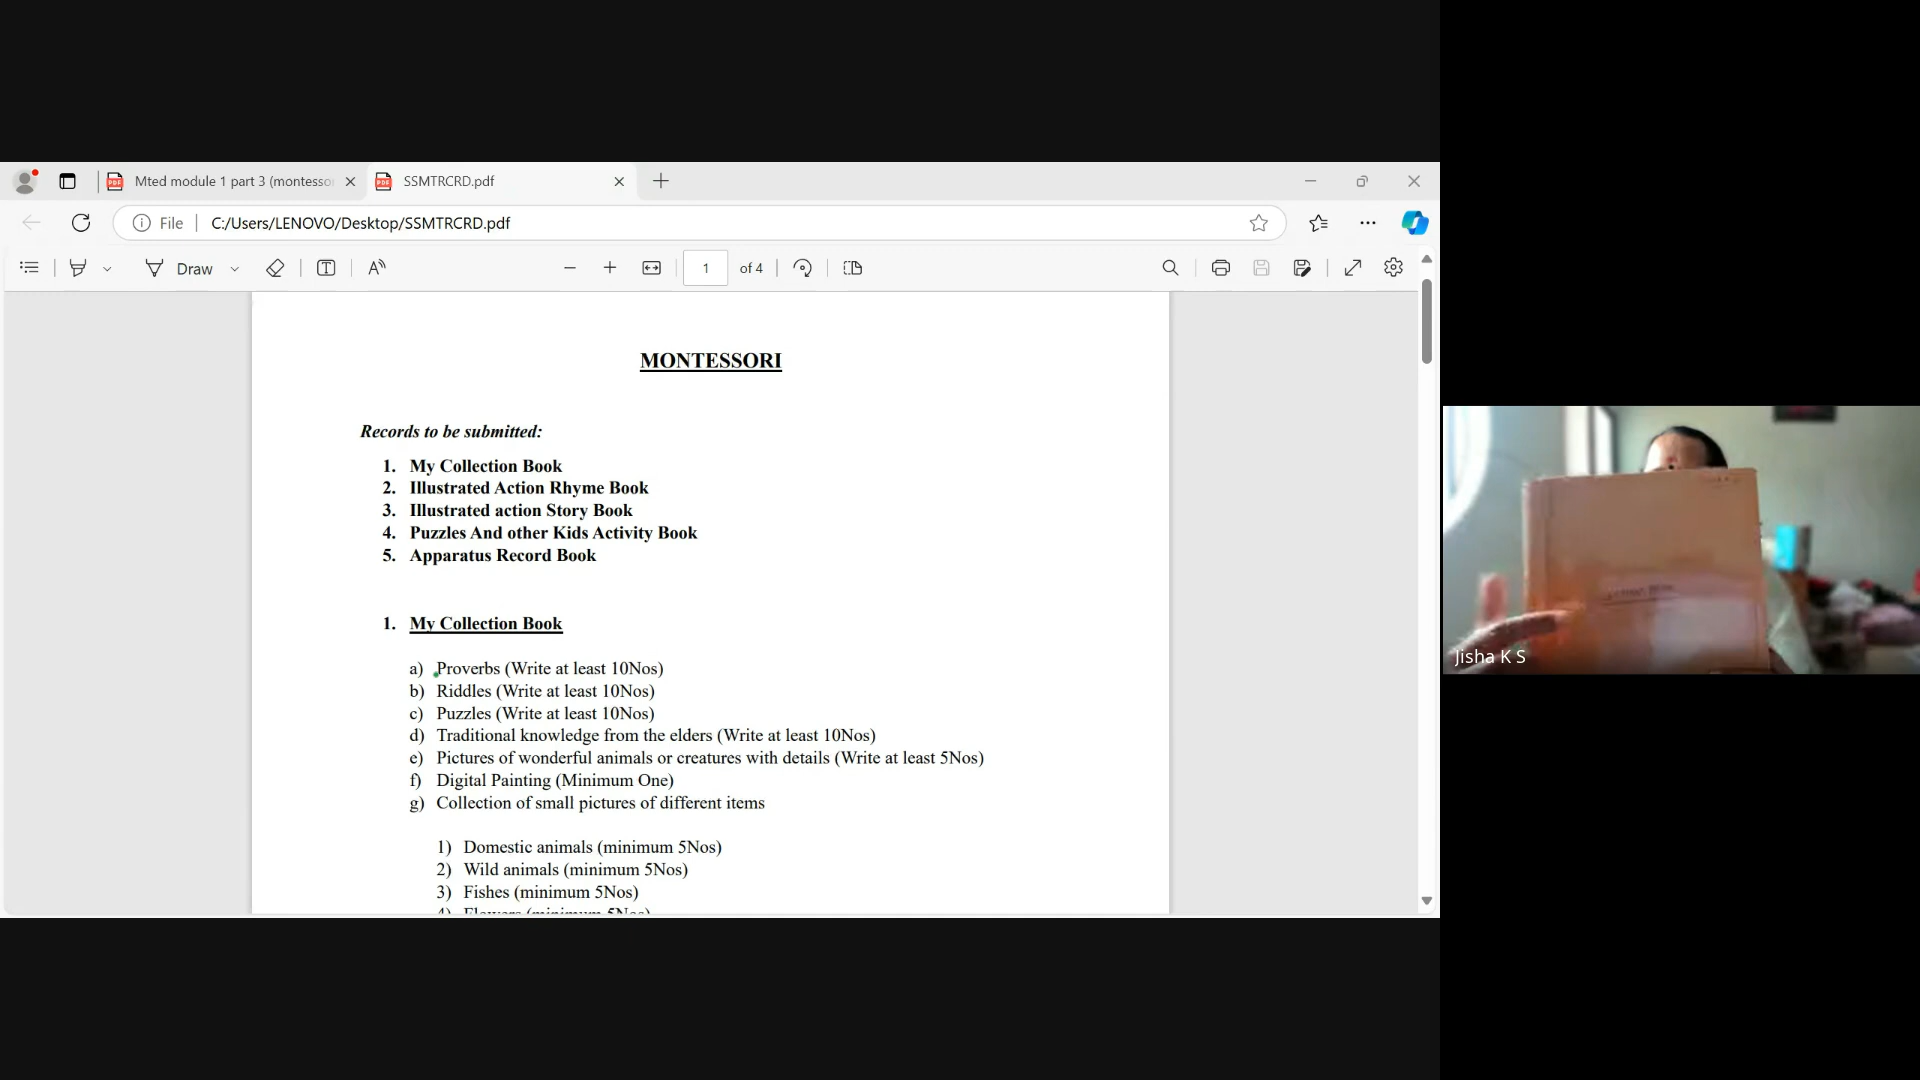 Mted module 1 part 3 (montesso
SSMTRCRD.pdf
File
C:/Users/LENOVO/Desktop/SSMTRCRD.pdf
Draw
1 of 4
MONTESSORI
Records to be submitted:
1. My Collection Book
2. Illustrated Action Rhyme Book
3. Illustrated action Story Book
4. Puzzles And other Kids Activity Book
5. Apparatus Record Book
1. My Collection Book
a) Proverbs (Write at least 10Nos)
b) Riddles (Write at least 10Nos)
c) Puzzles (Write at least 10Nos)
d) Traditional knowledge from the elders (Write at least 10Nos)
e) Pictures of wonderful animals or creatures with details (Write at least 5Nos)
f) Digital Painting (Minimum One)
g) Collection of small pictures of different items
1) Domestic animals (minimum 5Nos)
2) Wild animals (minimum 5Nos)
3) Fishes (minimum 5Nos)
4) Flowers (minimum 5Nos)
Jisha K S